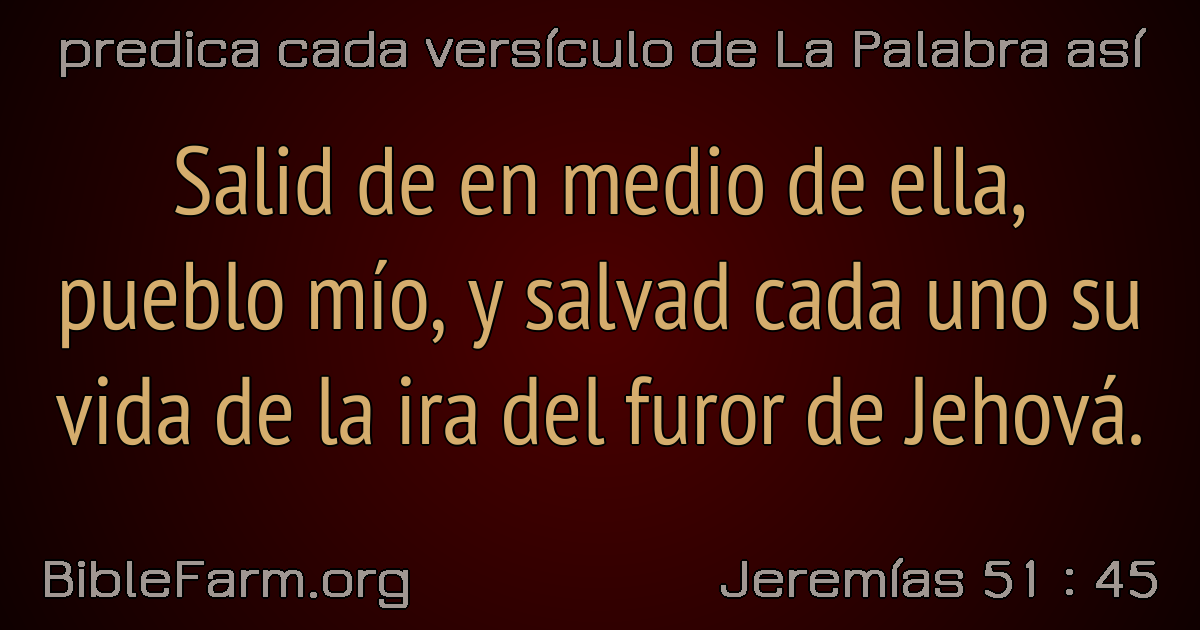 predica cada versículo de La Palabra así
Salid de en medio de ella,
pueblo mío, y salvad cada uno su
vida de la ira del furor de Jehová.
BibleFarm.org
Jeremías 51 : 45